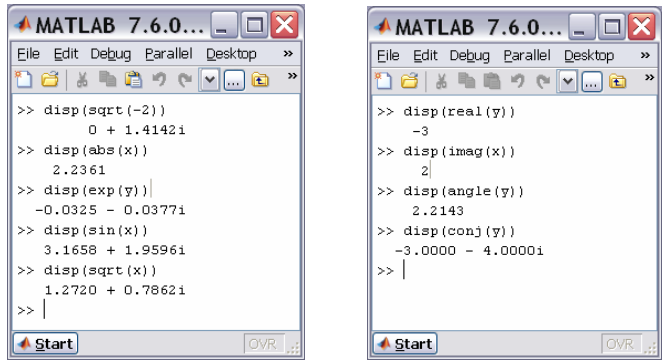 MATLAB 7.6.0...
File Edit Debug Parallel Desktop »
...
»
>> disp(sqrt(-2))
0 + 1.4142i
>> disp(abs(x))
2.2361
>> disp(exp(y))
-0.0325 - 0.0377i
>> disp(sin(x))
3.1658 + 1.9596i
>> disp(sqrt(x))
1.2720 + 0.7862i
>>
Start OVR
MATLAB 7.6.0...
File Edit Debug Parallel Desktop »
...
»
>> disp(real(y))
-3
>> disp(imag(x))
2
>> disp(angle(y))
2.2143
>> disp(conj(y))
-3.0000 - 4.0000i
>>
Start OVR